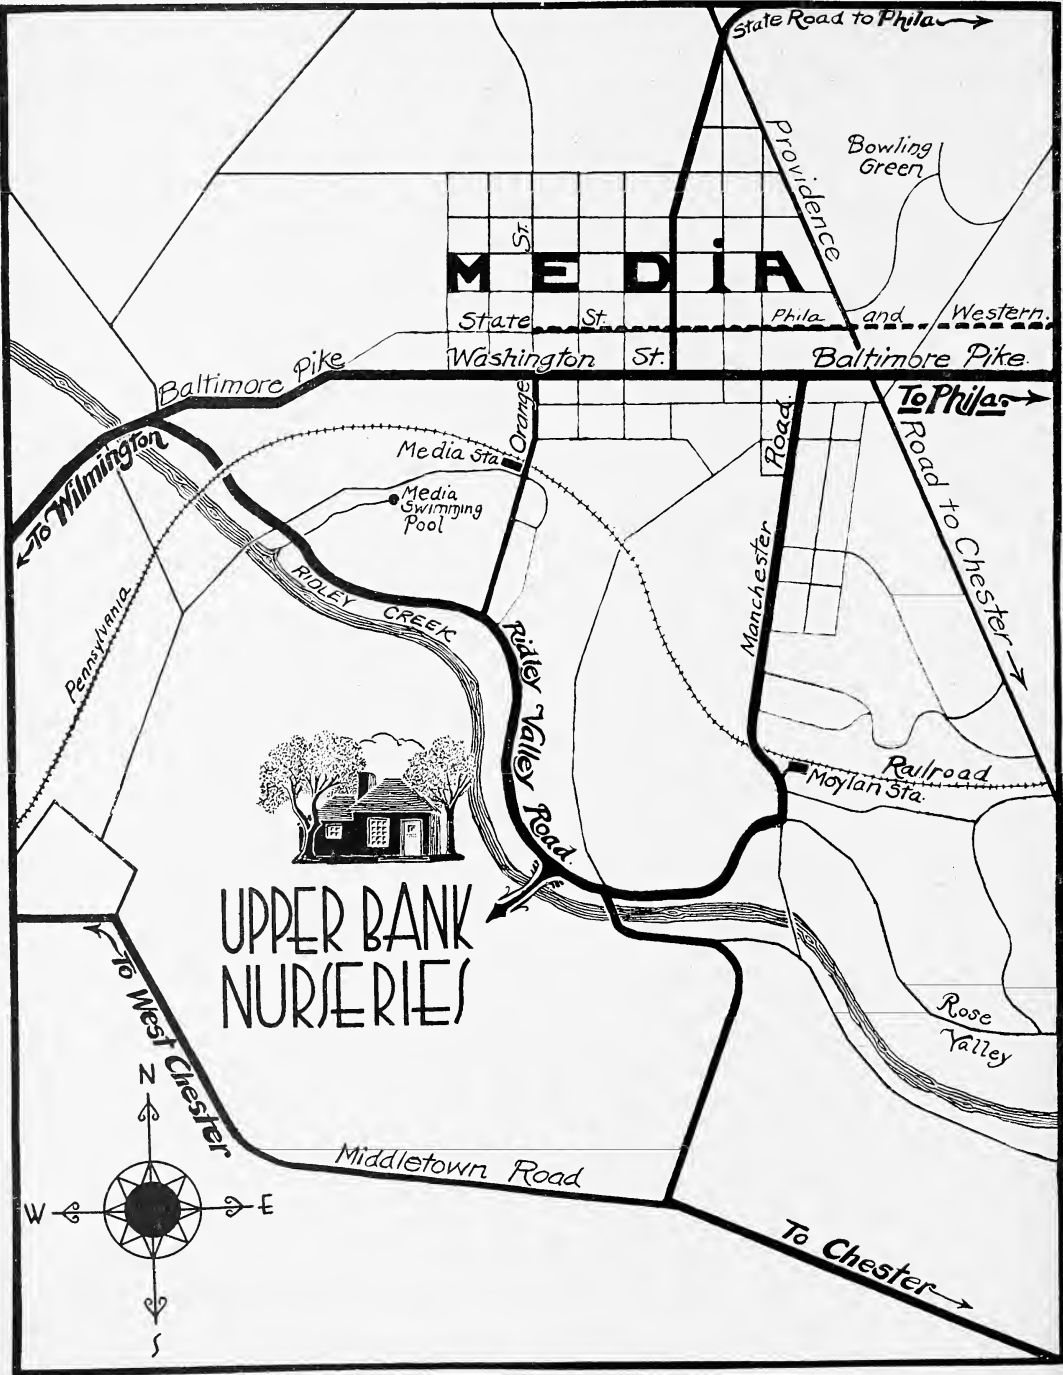 State Road to Phila.
Providence
Bowling
Green
St.
MEDiA
State St.
Phila and Western.
Baltimore Pike
Washington St.
Baltimore Pike.
To Phila.
To Wilmington
Orange
Road
Road to Chester
Media Sta
Media
Swimming
Pool
Manchester
RIDLEY CREEK
Pennsylvania
Ridley Valley Road.
Railroad
Moylan Sta.
UPPER BANK
NURSERIES
To West Chester
Rose
Valley
N
W
E
S
Middletown Road
To Chester